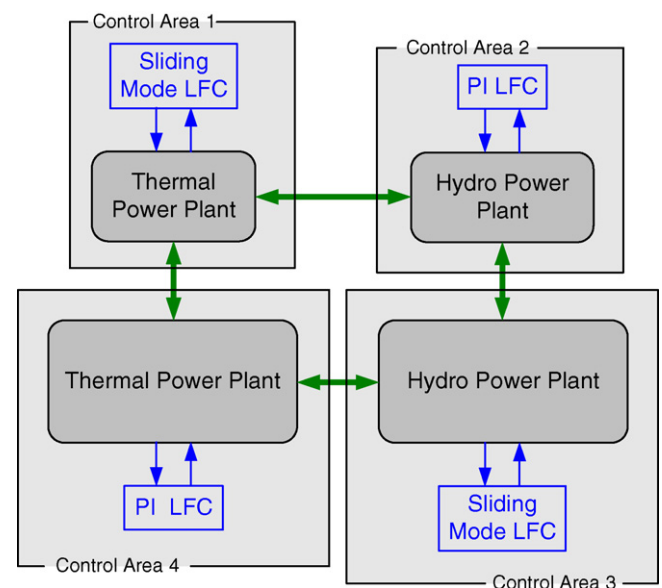 Control Area 1
Sliding
Mode LFC
Thermal
Power Plant
Control Area 2
PI LFC
Hydro Power
Plant
Thermal Power Plant
PI LFC
Control Area 4
Hydro Power Plant
Sliding
Mode LFC
Control Area 3